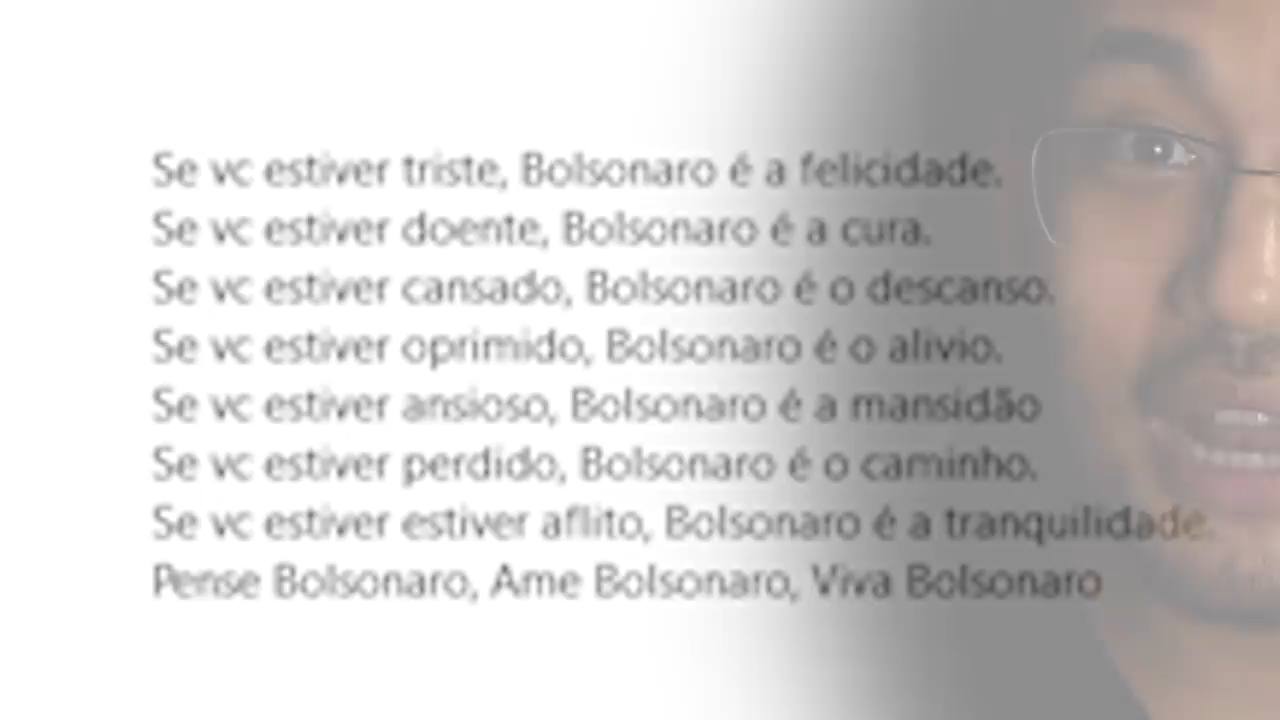 Se vc estiver triste, Bolsonaro é a felicidade.
Se vc estiver doente, Bolsonaro é a cura.
Se vc estiver cansado, Bolsonaro é o descanso.
Se vc estiver oprimido, Bolsonaro é o alivio.
Se vc estiver ansioso, Bolsonaro é a mansidão
Se vc estiver perdido, Bolsonaro é o caminho.
Se vc estiver estiver aflito, Bolsonaro é a tranquilidade.
Pense Bolsonaro, Ame Bolsonaro, Viva Bolsonaro